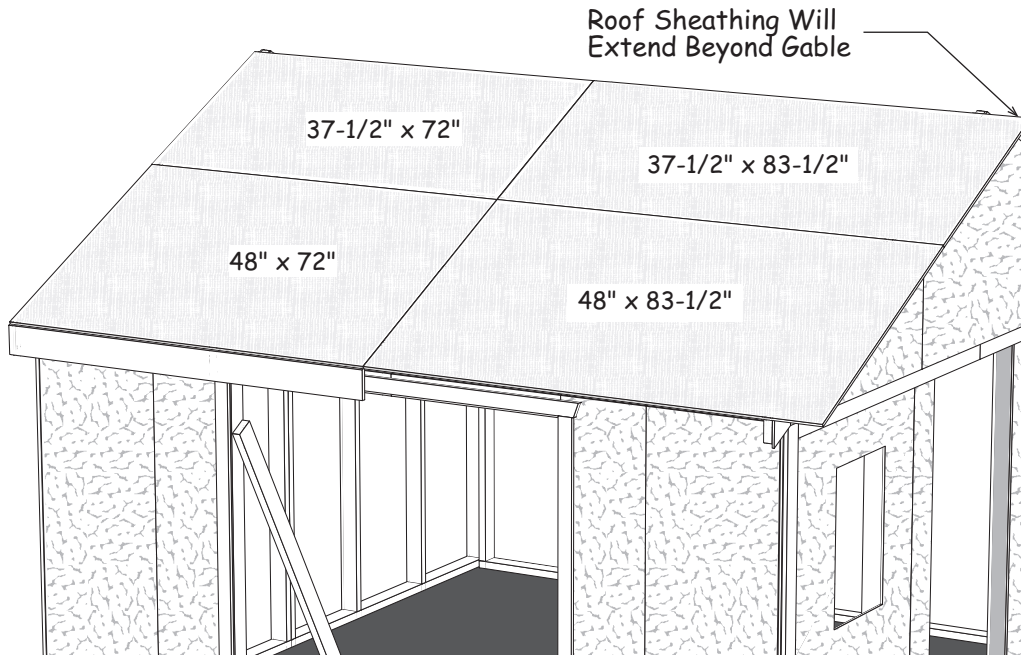 Roof Sheathing Will
Extend Beyond Gable
37-1/2" x 72"
37-1/2" x 83-1/2"
48" x 72"
48" x 83-1/2"